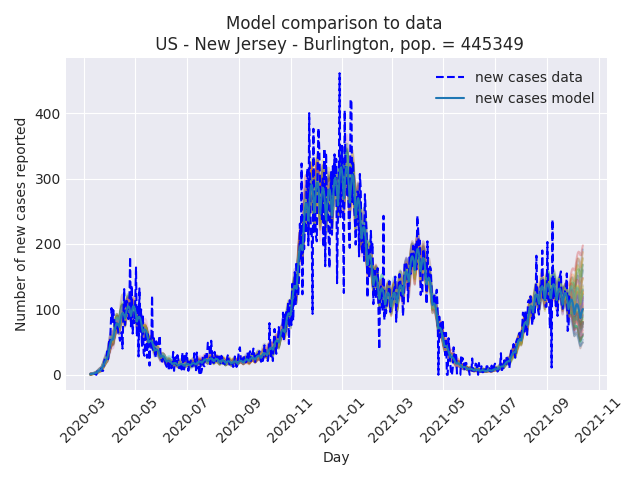 Model comparison to data
US - New Jersey - Burlington, pop. = 445349
new cases data
new cases model
Number of new cases reported
400
300
200
100
0
2020-03
2020-05
2020-07
2020-09
2020-11
2021-01
2021-03
2021-05
2021-07
2021-09
2021-11
Day